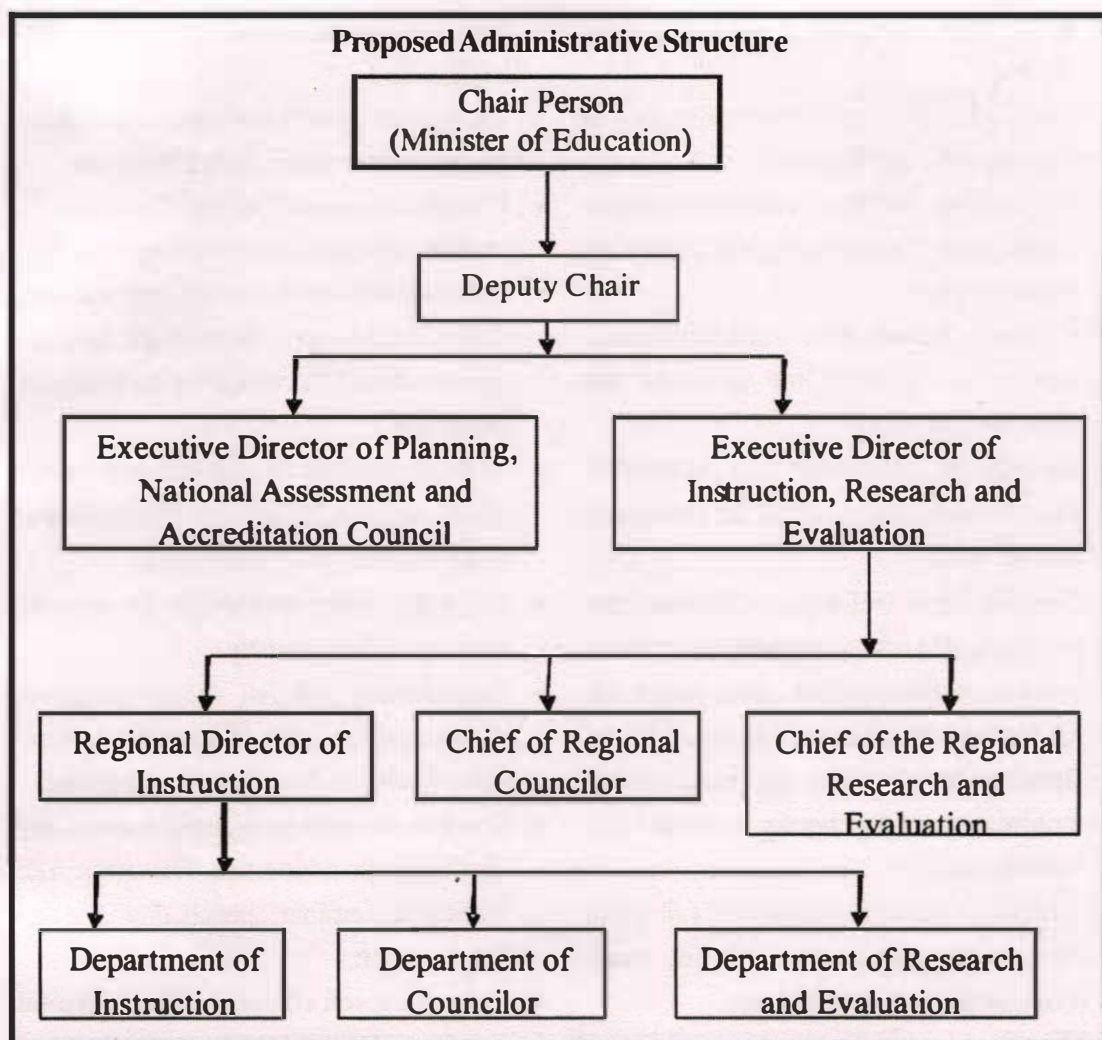 Proposed Administrative Structure
Chair Person
(Minister of Education)
Deputy Chair
Executive Director of Planning,
National Assessment and
Accreditation Council
Executive Director of
Instruction, Research and
Evaluation
Regional Director of
Instruction
Chief of Regional
Councilor
Chief of the Regional
Research and
Evaluation
Department of
Instruction
Department of
Councilor
Department of Research
and Evaluation